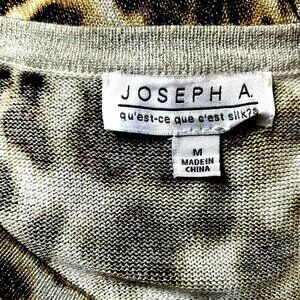 JOSEPH A.
qu'est-ce que c'est silk?s
M
MADE IN
CHINA